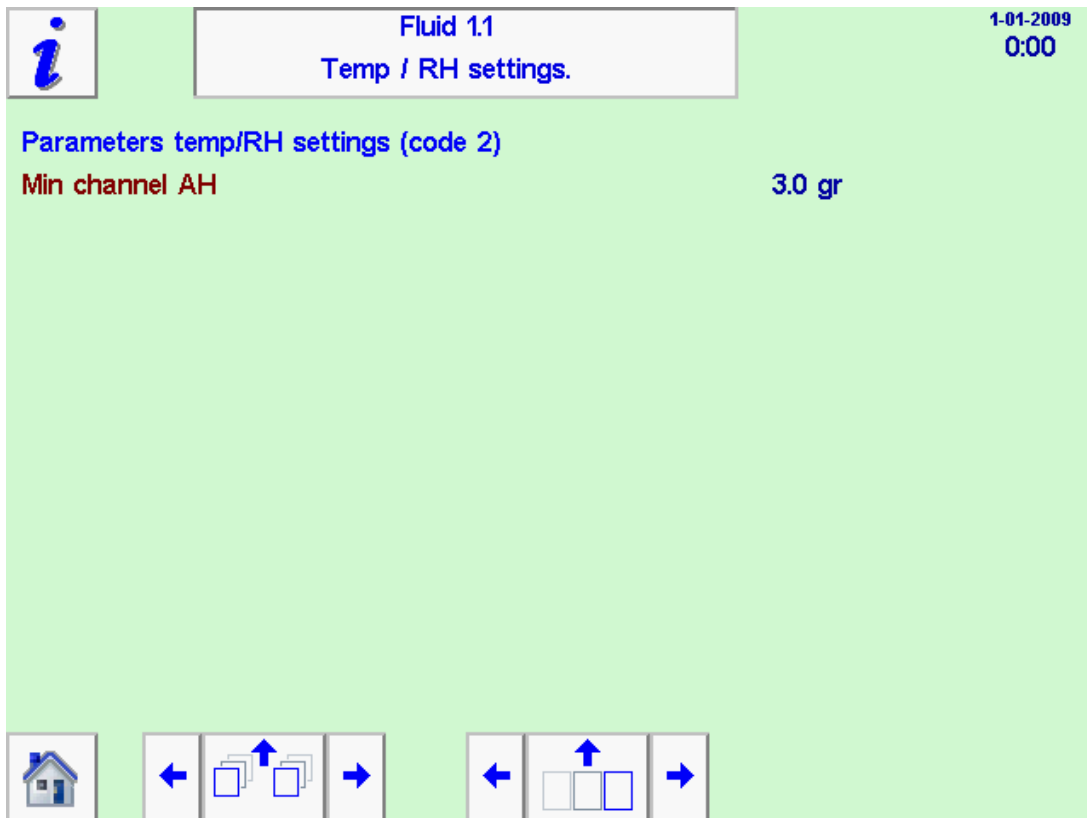 Fluid 1.1
Temp / RH settings.
1-01-2009
0:00
Parameters temp/RH settings (code 2)
Min channel AH 3.0 gr